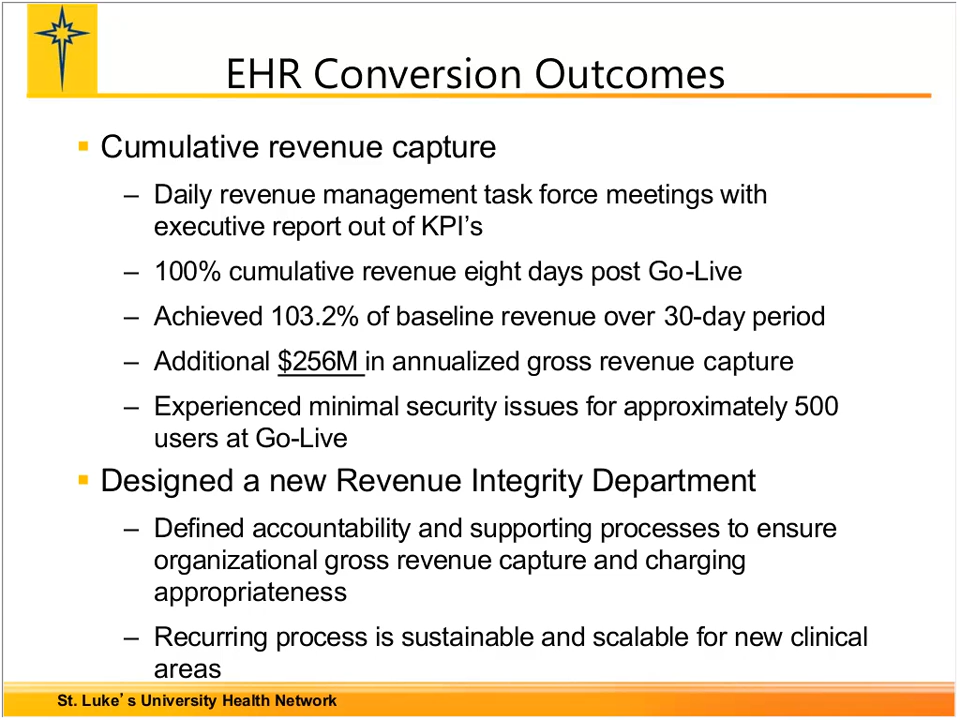 EHR Conversion Outcomes
▪ Cumulative revenue capture
– Daily revenue management task force meetings with
executive report out of KPI’s
– 100% cumulative revenue eight days post Go-Live
– Achieved 103.2% of baseline revenue over 30-day period
– Additional $256M in annualized gross revenue capture
– Experienced minimal security issues for approximately 500
users at Go-Live
▪ Designed a new Revenue Integrity Department
– Defined accountability and supporting processes to ensure
organizational gross revenue capture and charging
appropriateness
– Recurring process is sustainable and scalable for new clinical
areas
St. Luke’s University Health Network